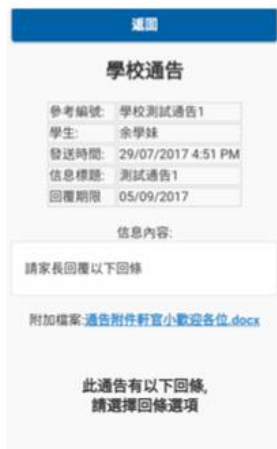 返回
學校通告
參考編號: 學校測試通告1
學生: 余學妹
發送時間: 29/07/2017 4:51 PM
信息標題: 測試通告1
回覆期限 05/09/2017
信息內容:
請家長回覆以下回條
附加檔案:通告附件軒官小歡迎各位.docx
此通告有以下回條,
請選擇回條選項